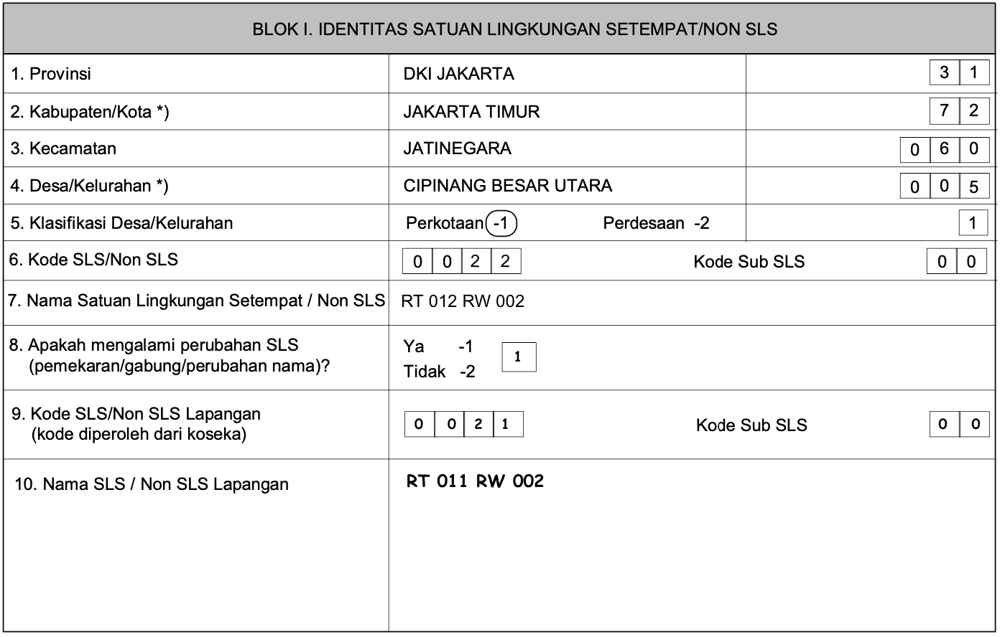 BLOK I. IDENTITAS SATUAN LINGKUNGAN SETEMPAT/NON SLS
1. Provinsi DKI JAKARTA 3 1
2. Kabupaten/Kota *) JAKARTA TIMUR 7 2
3. Kecamatan JATINEGARA 0 6 0
4. Desa/Kelurahan *) CIPINANG BESAR UTARA 0 0 5
5. Klasifikasi Desa/Kelurahan Perkotaan -1 Perdesaan -2 1
6. Kode SLS/Non SLS 0 0 2 2 Kode Sub SLS 0 0
7. Nama Satuan Lingkungan Setempat / Non SLS RT 012 RW 002
8. Apakah mengalami perubahan SLS
(pemekaran/gabung/perubahan nama)?
Ya -1
Tidak -2
1
9. Kode SLS/Non SLS Lapangan
(kode diperoleh dari koseka)
0 0 2 1 Kode Sub SLS 0 0
10. Nama SLS / Non SLS Lapangan RT 011 RW 002